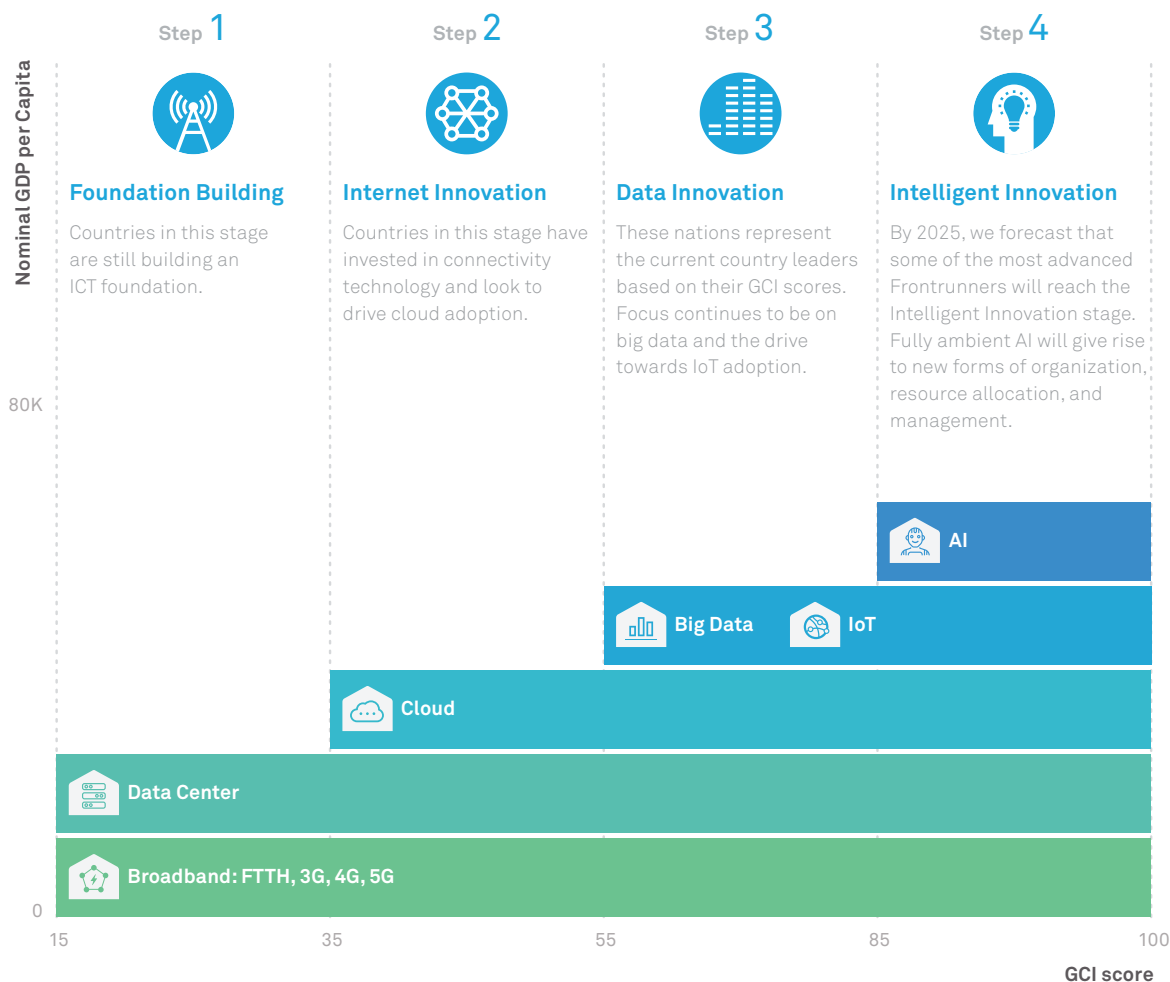 Step 1
Step 2
Step 3
Step 4
Nominal GDP per Capita
Foundation Building
Countries in this stage
are still building an
ICT foundation.
Internet Innovation
Countries in this stage have
invested in connectivity
technology and look to
drive cloud adoption.
Data Innovation
These nations represent
the current country leaders
based on their GCI scores.
Focus continues to be on
big data and the drive
towards IoT adoption.
Intelligent Innovation
By 2025, we forecast that
some of the most advanced
Frontrunners will reach the
Intelligent Innovation stage.
Fully ambient AI will give rise
to new forms of organization,
resource allocation, and
management.
80K
AI
Big Data
IoT
Cloud
Data Center
Broadband: FTTH, 3G, 4G, 5G
0
15
35
55
85
100
GCI score